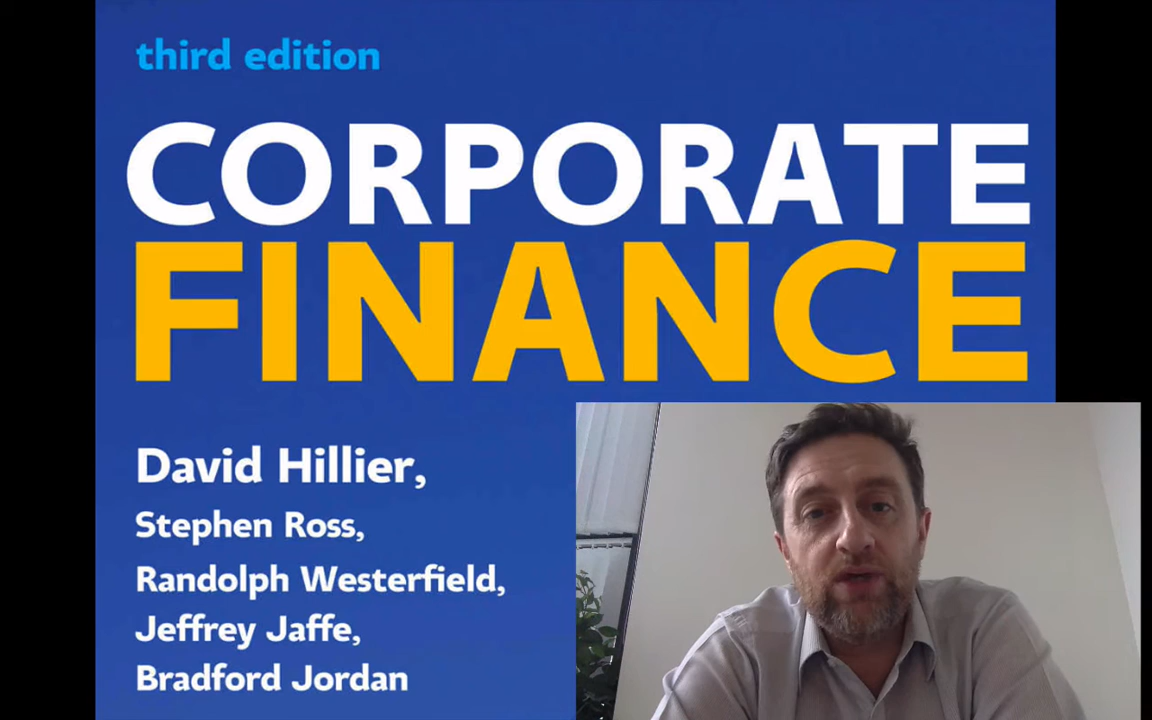 third edition
CORPORATE
FINANCE
David Hillier,
Stephen Ross,
Randolph Westerfield,
Jeffrey Jaffe,
Bradford Jordan